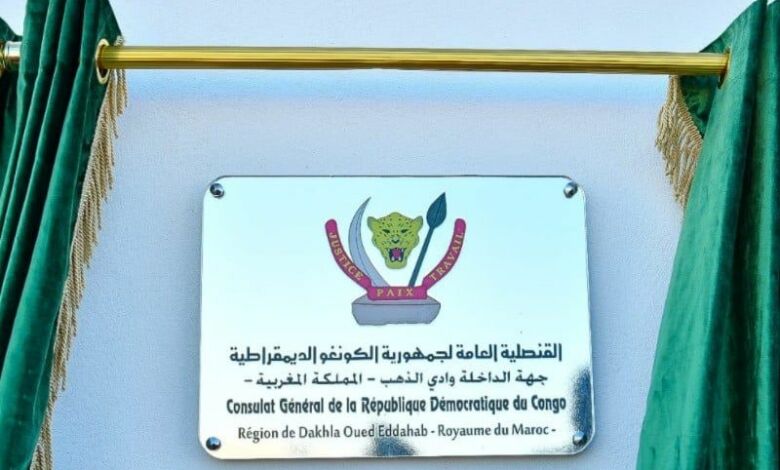 JUSTICE PAIX TRAVAIL
القنصلية العامة لجمهورية الكونغو الديمقراطية
جهة الداخلة وادي الذهب - المملكة المغربية -
Consulat Général de la République Démocratique du Congo
Région de Dakhla Oued Eddahab - Royaume du Maroc -